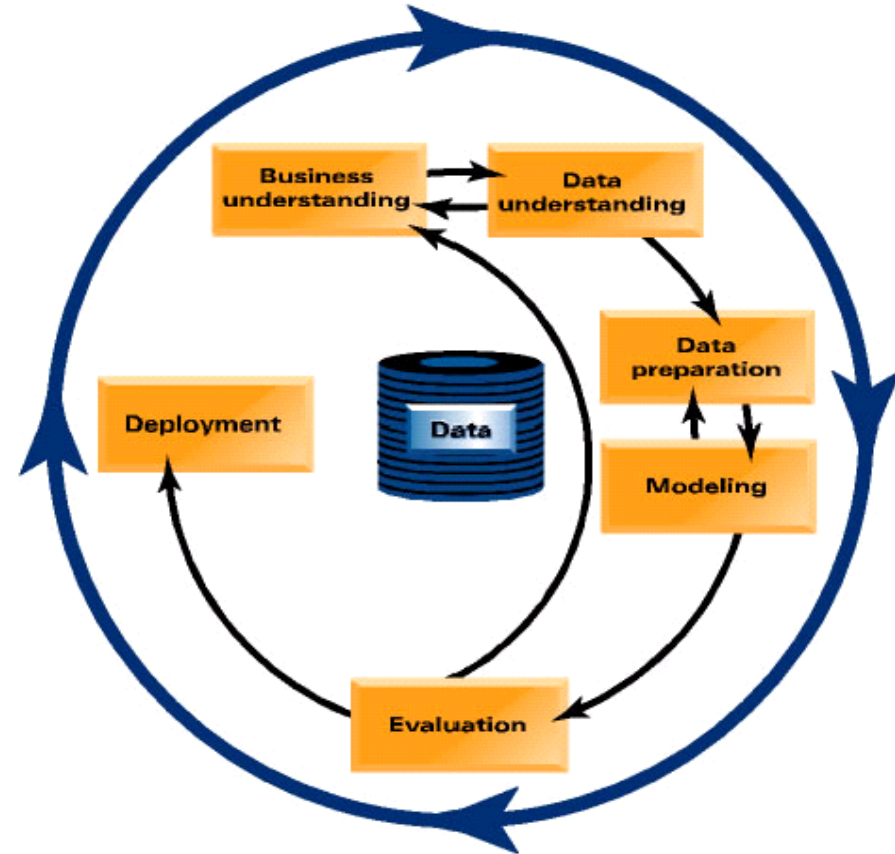 Business
understanding
Data
understanding
Data
preparation
Deployment
Data
Modeling
Evaluation